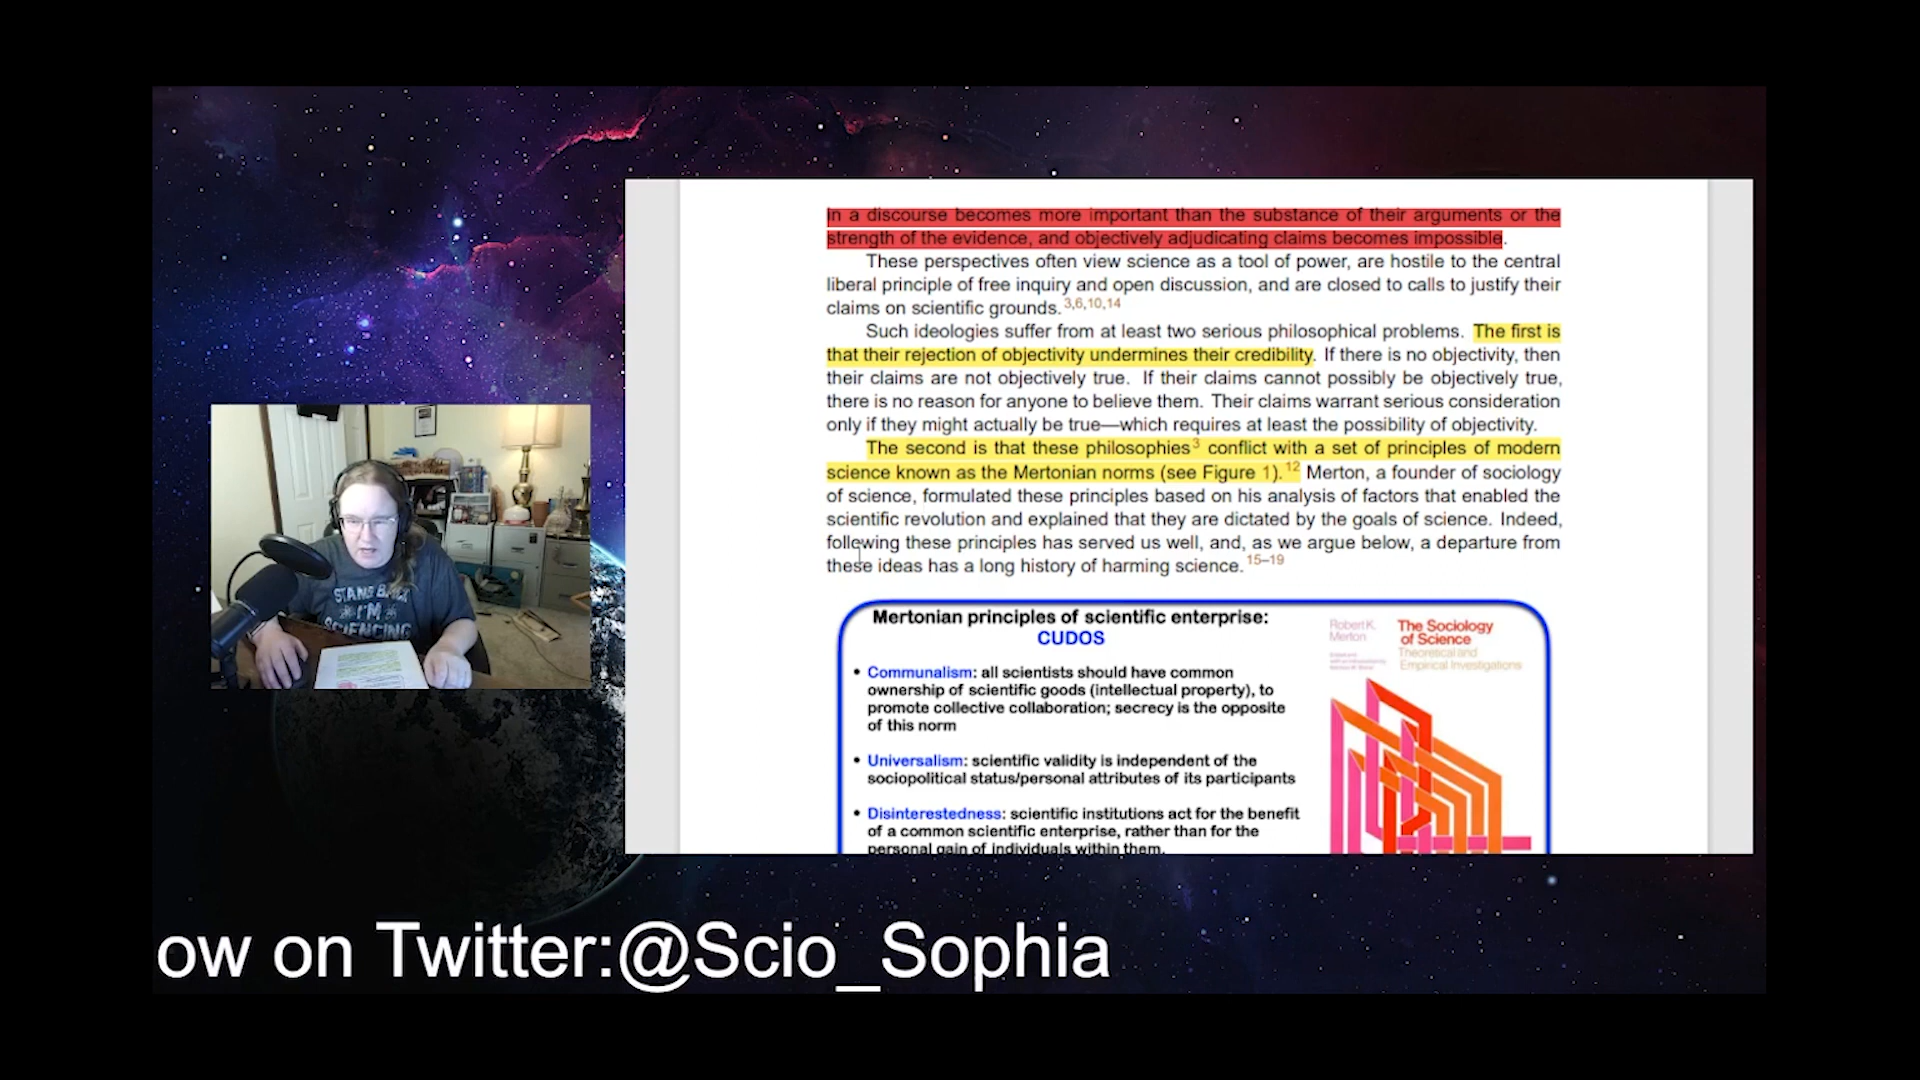 in a discourse becomes more important than the substance of their arguments or the
strength of the evidence, and objectively adjudicating claims becomes impossible.
These perspectives often view science as a tool of power, are hostile to the central
liberal principle of free inquiry and open discussion, and are closed to calls to justify their
claims on scientific grounds.3,6,10,14
Such ideologies suffer from at least two serious philosophical problems. The first is
that their rejection of objectivity undermines their credibility. If there is no objectivity, then
their claims are not objectively true. If their claims cannot possibly be objectively true,
there is no reason for anyone to believe them. Their claims warrant serious consideration
only if they might actually be true—which requires at least the possibility of objectivity.
The second is that these philosophies3 conflict with a set of principles of modern
science known as the Mertonian norms (see Figure 1).12 Merton, a founder of sociology
of science, formulated these principles based on his analysis of factors that enabled the
scientific revolution and explained that they are dictated by the goals of science. Indeed,
following these principles has served us well, and, as we argue below, a departure from
these ideas has a long history of harming science.15–19
Mertonian principles of scientific enterprise:
CUDOS
• Communalism: all scientists should have common
ownership of scientific goods (intellectual property), to
promote collective collaboration; secrecy is the opposite
of this norm
• Universalism: scientific validity is independent of the
sociopolitical status/personal attributes of its participants
• Disinterestedness: scientific institutions act for the benefit
of a common scientific enterprise, rather than for the
personal gain of individuals within them.
Robert K.
Merton
The Sociology
of Science
Theoretical and
Empirical Investigations
STAND BACK
I'M
SCIENCING
ow on Twitter:@Scio_Sophia